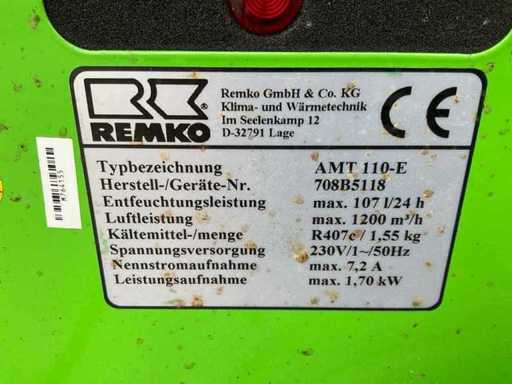 REMKO
®
Remko GmbH & Co. KG
Klima- und Wärmetechnik
Im Seelenkamp 12
D-32791 Lage
CE
Typbezeichnung AMT 110-E
Herstell-/Geräte-Nr. 708B5118
Entfeuchtungsleistung max. 107 l/24 h
Luftleistung max. 1200 m³/h
Kältemittel-/menge R407c / 1,55 kg
Spannungsversorgung 230V/1~/50Hz
Nennstromaufnahme max. 7,2 A
Leistungsaufnahme max. 1,70 kW
M764155